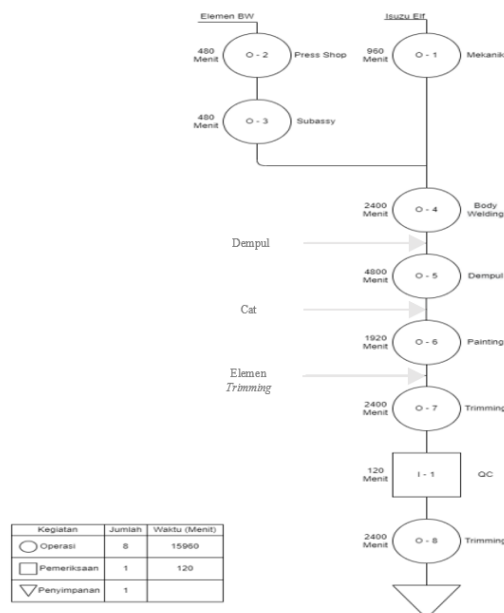 Elemen BW
Isuzu Elf
480
Menit
O - 2
Press Shop
960
Menit
O - 1
Mekanik
480
Menit
O - 3
Subassy
2400
Menit
O - 4
Body
Welding
Dempul
4800
Menit
O - 5
Dempul
Cat
1920
Menit
O - 6
Painting
Elemen
Trimming
2400
Menit
O - 7
Trimming
120
Menit
I - 1
QC
2400
Menit
O - 8
Trimming
Kegiatan Jumlah Waktu (Menit)
Operasi 8 15960
Pemeriksaan 1 120
Penyimpanan 1